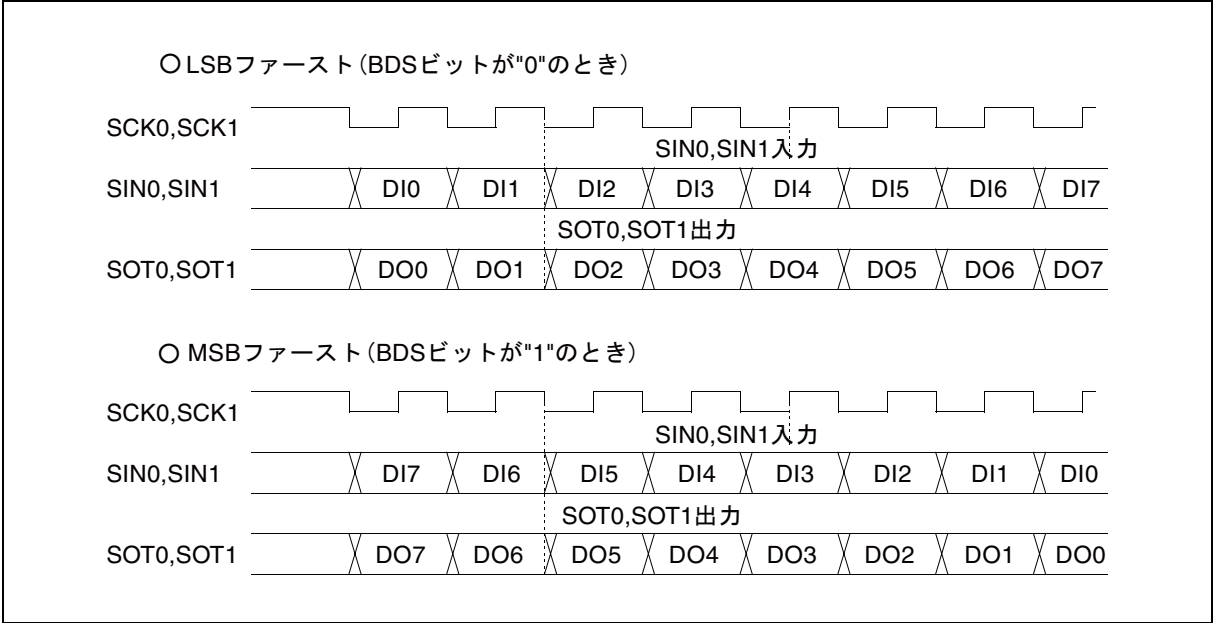 ○LSBファースト(BDSビットが"0"のとき)
SCK0,SCK1
SIN0,SIN1入力
SIN0,SIN1 DI0 DI1 DI2 DI3 DI4 DI5 DI6 DI7
SOT0,SOT1出力
SOT0,SOT1 DO0 DO1 DO2 DO3 DO4 DO5 DO6 DO7
○ MSBファースト(BDSビットが"1"のとき)
SCK0,SCK1
SIN0,SIN1入力
SIN0,SIN1 DI7 DI6 DI5 DI4 DI3 DI2 DI1 DI0
SOT0,SOT1出力
SOT0,SOT1 DO7 DO6 DO5 DO4 DO3 DO2 DO1 DO0